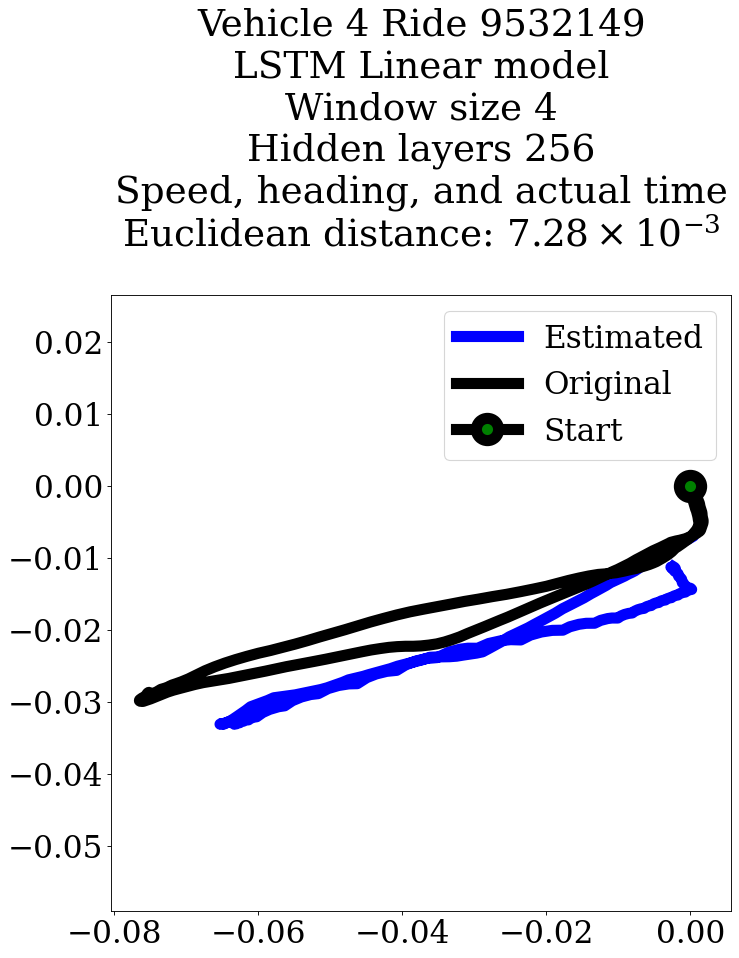 Vehicle 4 Ride 9532149
LSTM Linear model
Window size 4
Hidden layers 256
Speed, heading, and actual time
Euclidean distance: 7.28 × 10⁻³
Estimated
Original
Start
0.02
0.01
0.00
−0.01
−0.02
−0.03
−0.04
−0.05
−0.08 −0.06 −0.04 −0.02 0.00